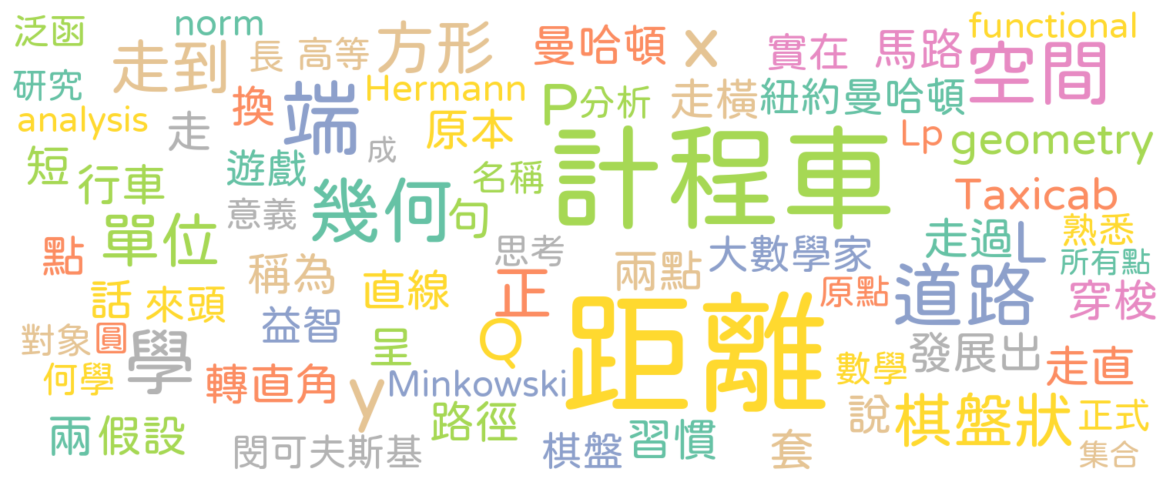 泛函
norm
走到
長
高等
方形
曼哈頓
x
實在
馬路
functional
空間
研究
analysis
換
端
Hermann
原本
P
分析
走橫
紐約
曼哈頓
走
成
計程車
Lp
geometry
短
行車
遊戲
意義
幾何
句
名稱
Taxicab
單位
點
稱為
直線
思考
正
兩點
大數學家
走過
L
熟悉
所有點
話
來頭
益智
原點
道路
穿梭
對象
圓
學
呈
Q
距離
發展出
何學
轉直角
y
Minkowski
數學
走直
兩
假設
閔可夫斯基
路徑
棋盤
習慣
套
說
棋盤狀
正式
集合